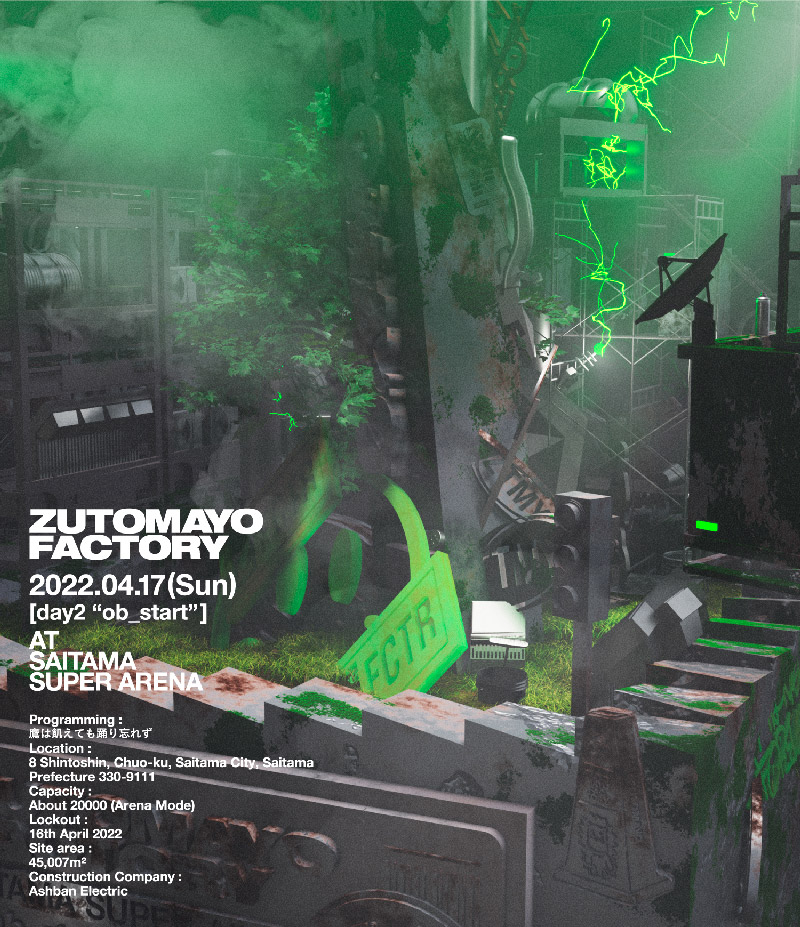 ZUTOMAYO
FACTORY
2022.04.17(Sun)
[day2 “ob_start”]
AT
SAITAMA
SUPER ARENA
Programming :
鷹は飢えても踊り忘れず
Location :
8 Shintoshin, Chuo-ku, Saitama City, Saitama
Prefecture 330-9111
Capacity :
About 20000 (Arena Mode)
Lockout :
16th April 2022
Site area :
45,007m²
Construction Company :
Ashban Electric
FCTR